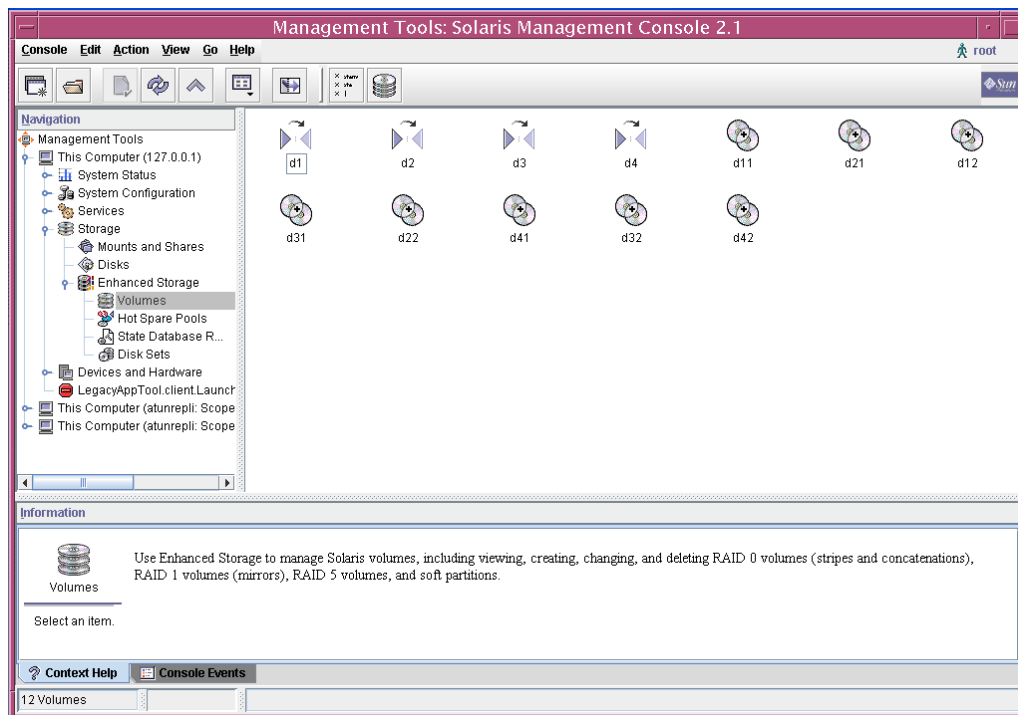 Management Tools: Solaris Management Console 2.1
Console Edit Action View Go Help
root
Sun
Navigation
Management Tools
This Computer (127.0.0.1)
System Status
System Configuration
Services
Storage
Mounts and Shares
Disks
Enhanced Storage
Volumes
Hot Spare Pools
State Database R...
Disk Sets
Devices and Hardware
LegacyAppTool.client.Launch
This Computer (atunrepli: Scope
This Computer (atunrepli: Scope
d1 d2 d3 d4 d11 d21 d12
d31 d22 d41 d32 d42
Information
Volumes
Select an item.
Use Enhanced Storage to manage Solaris volumes, including viewing, creating, changing, and deleting RAID 0 volumes (stripes and concatenations),
RAID 1 volumes (mirrors), RAID 5 volumes, and soft partitions.
Context Help Console Events
12 Volumes